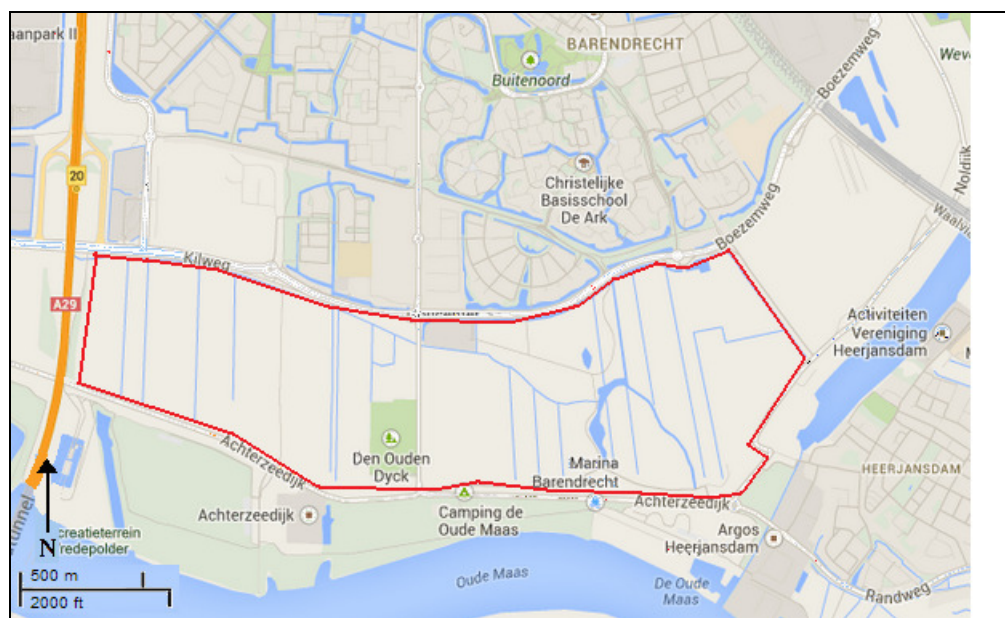 aanpark II
BARENDRECHT
Buitenoord
Boezemweg
Wev
20
Christelijke
Basisschool
De Ark
Noldijk
Boezemweg
Kilweg
A29
Activiteiten
Vereniging
Heerjansdam
Den Ouden
Dyck
Marina
Barendrecht
Achterzeedijk
HEERJANSDAM
Achterzeedijk
Camping de
Oude Maas
Achterzeedijk
Argos
Heerjansdam
tunnel
N
creatieterrein
redepolder
500 m
2000 ft
Oude Maas
De Oude
Maas
Randweg